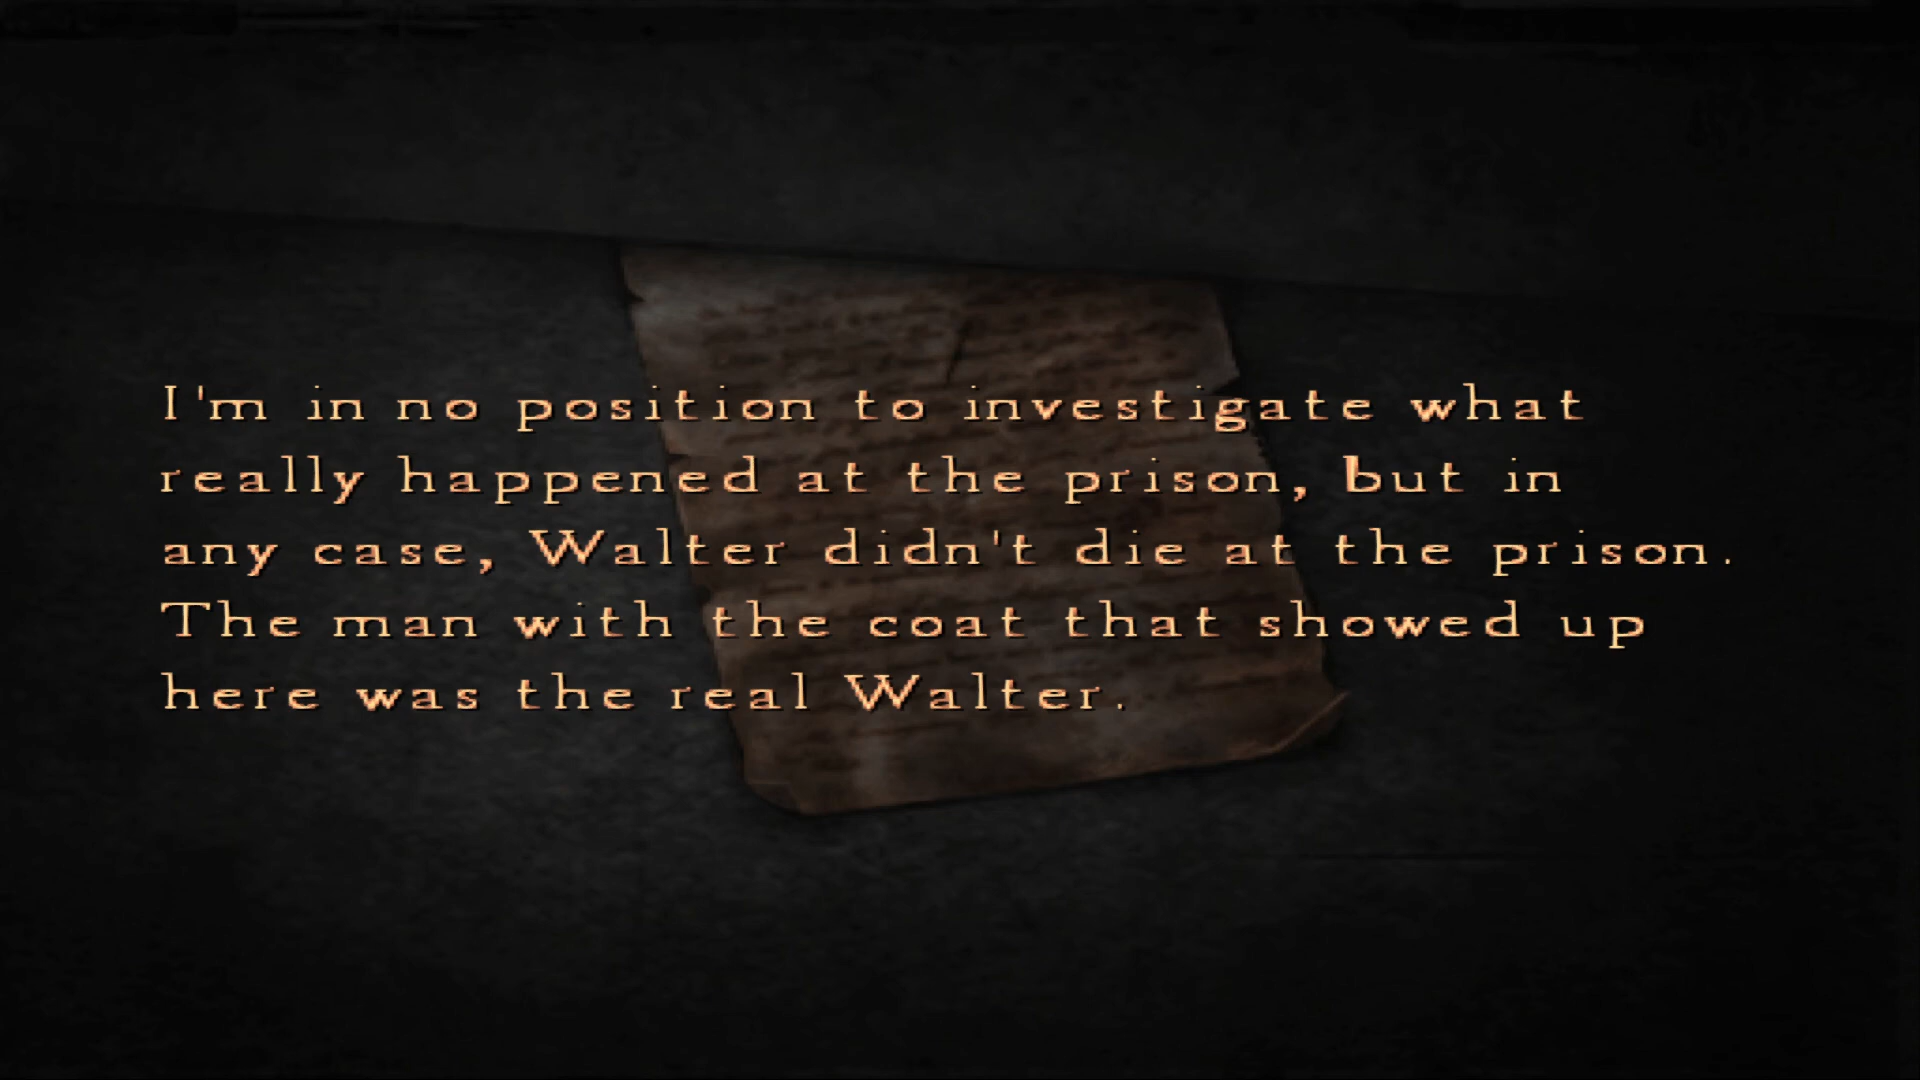 I'm in no position to investigate what
really happened at the prison, but in
any case, Walter didn't die at the prison.
The man with the coat that showed up
here was the real Walter.